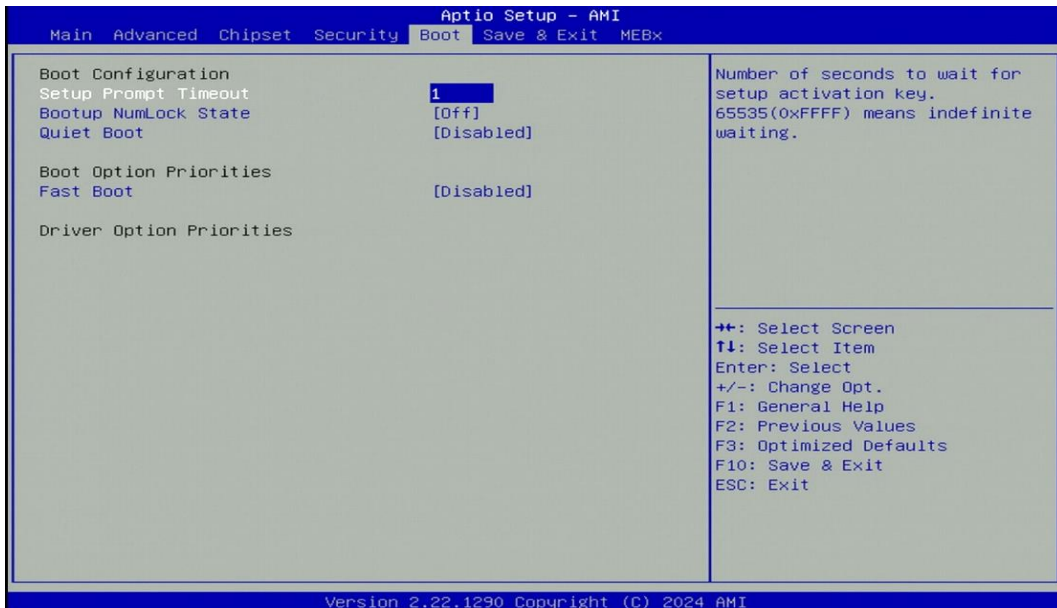 Aptio Setup – AMI
Main Advanced Chipset Security Boot Save & Exit MEBx
Boot Configuration
Setup Prompt Timeout 1
Bootup NumLock State [Off]
Quiet Boot [Disabled]
Boot Option Priorities
Fast Boot [Disabled]
Driver Option Priorities
Number of seconds to wait for
setup activation key.
65535(0xFFFF) means indefinite
waiting.
→←: Select Screen
↑↓: Select Item
Enter: Select
+/-: Change Opt.
F1: General Help
F2: Previous Values
F3: Optimized Defaults
F10: Save & Exit
ESC: Exit
Version 2.22.1290 Copyright (C) 2024 AMI